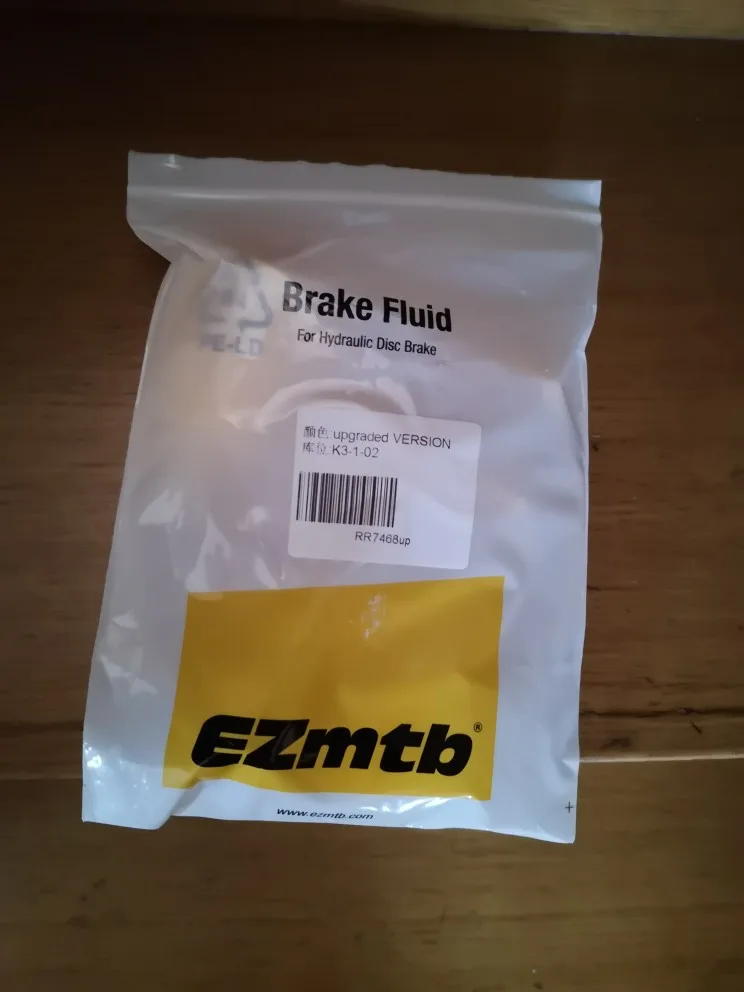 Brake Fluid
For Hydraulic Disc Brake
PE-LD
颜色:upgraded VERSION
库位:K3-1-02
RR7468up
EZmtb®
www.ezmtb.com